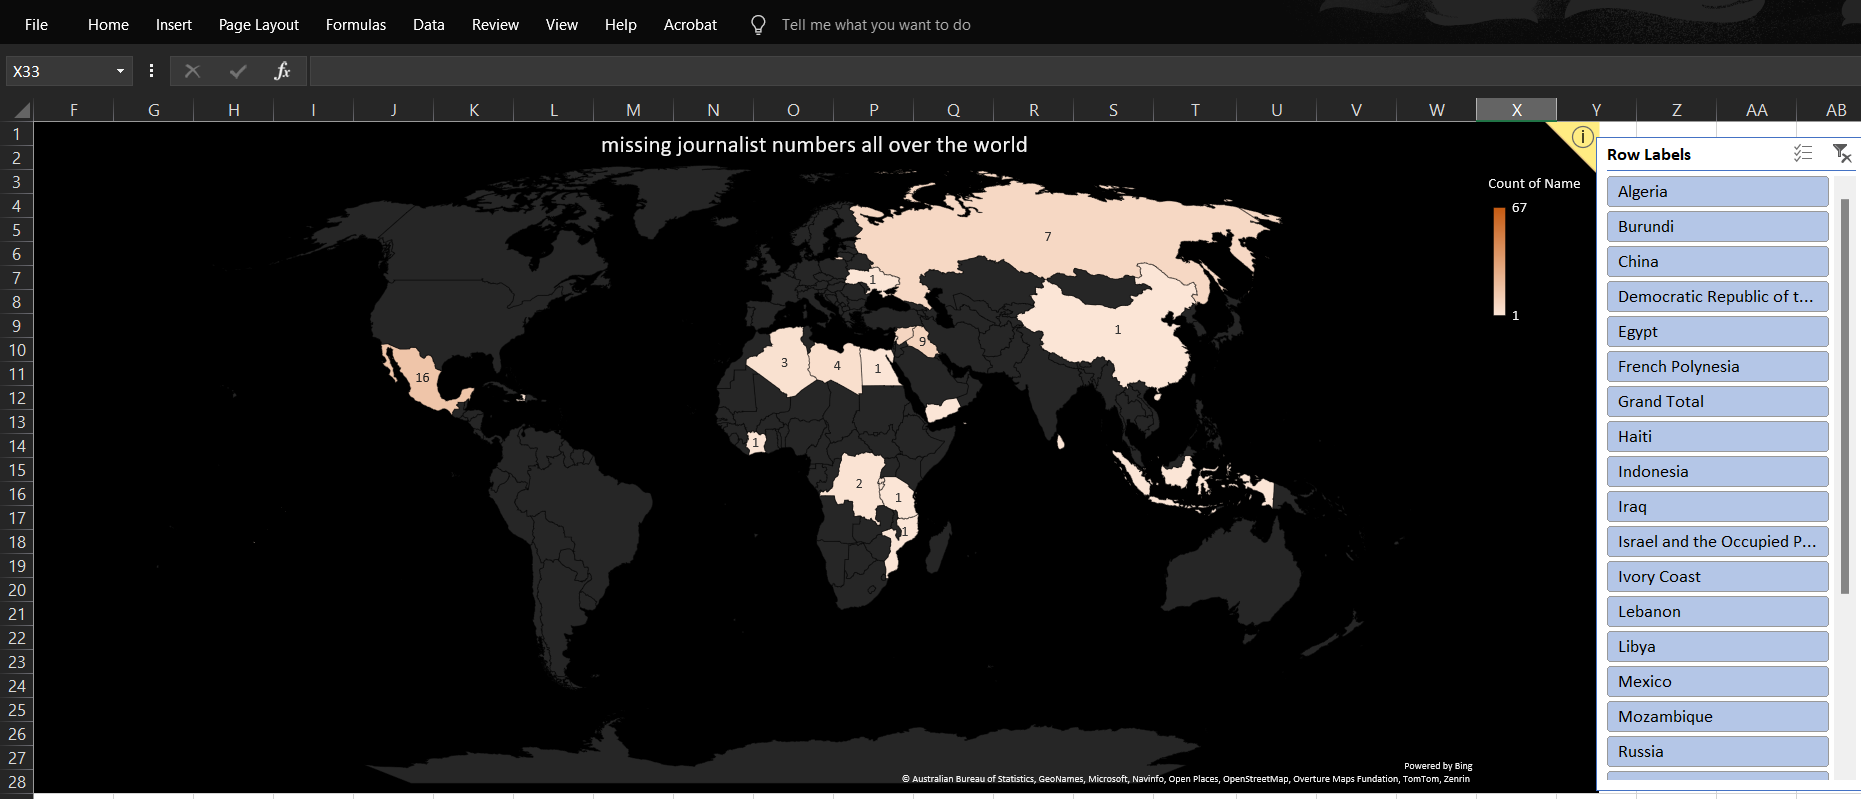 File Home Insert Page Layout Formulas Data Review View Help Acrobat Tell me what you want to do
X33 fx
F G H I J K L M N O P Q R S T U V W X Y Z AA AB
1
2
3
4
5
6
7
8
9
10
11
12
13
14
15
16
17
18
19
20
21
22
23
24
25
26
27
28
missing journalist numbers all over the world
7
1
1
9
3
4
1
16
1
2
1
1
Count of Name
67
1
Powered by Bing
© Australian Bureau of Statistics, GeoNames, Microsoft, Navinfo, Open Places, OpenStreetMap, Overture Maps Fundation, TomTom, Zenrin
Row Labels
Algeria
Burundi
China
Democratic Republic of t...
Egypt
French Polynesia
Grand Total
Haiti
Indonesia
Iraq
Israel and the Occupied P...
Ivory Coast
Lebanon
Libya
Mexico
Mozambique
Russia